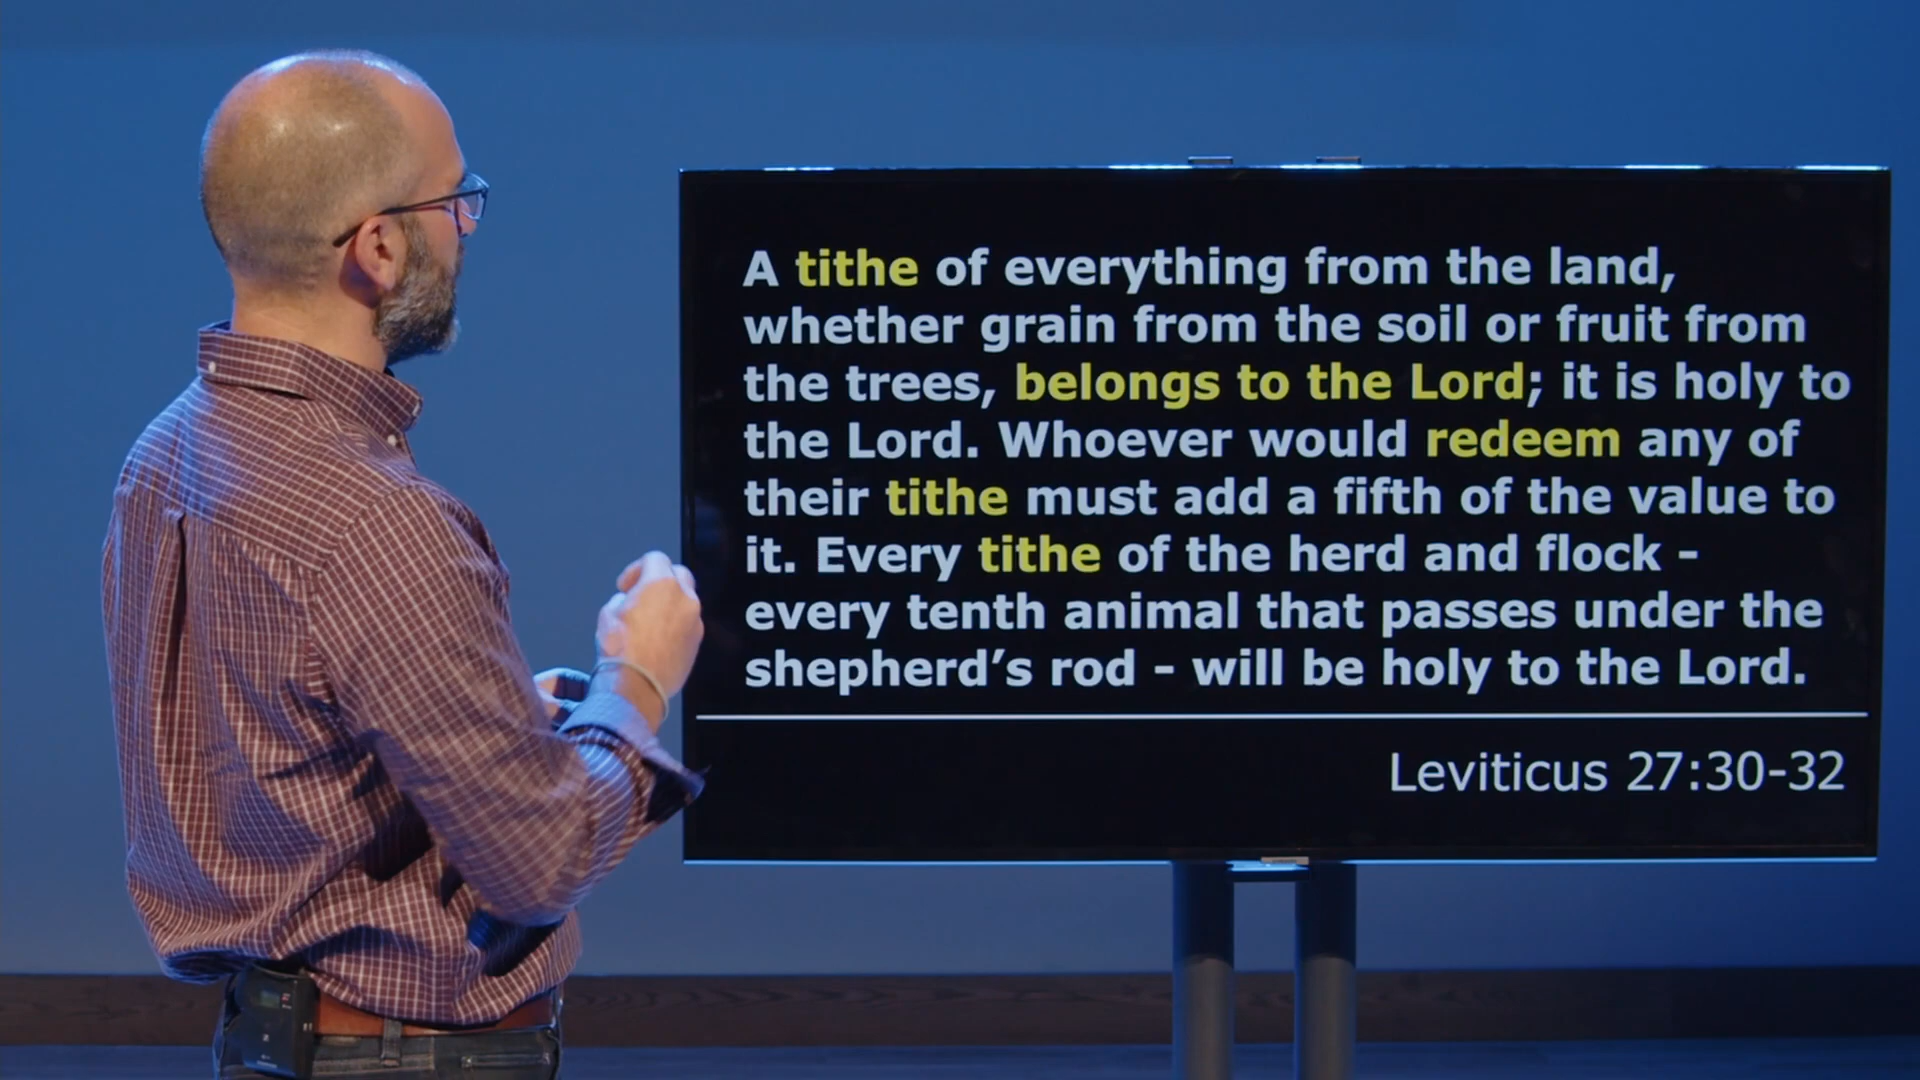 A tithe of everything from the land,
whether grain from the soil or fruit from
the trees, belongs to the Lord; it is holy to
the Lord. Whoever would redeem any of
their tithe must add a fifth of the value to
it. Every tithe of the herd and flock -
every tenth animal that passes under the
shepherd’s rod - will be holy to the Lord.
Leviticus 27:30-32